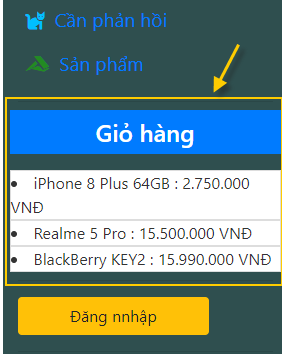 Cần phản hồi
Sản phẩm
Giỏ hàng
• iPhone 8 Plus 64GB : 2.750.000
VNĐ
• Realme 5 Pro : 15.500.000 VNĐ
• BlackBerry KEY2 : 15.990.000 VNĐ
Đăng nnhập